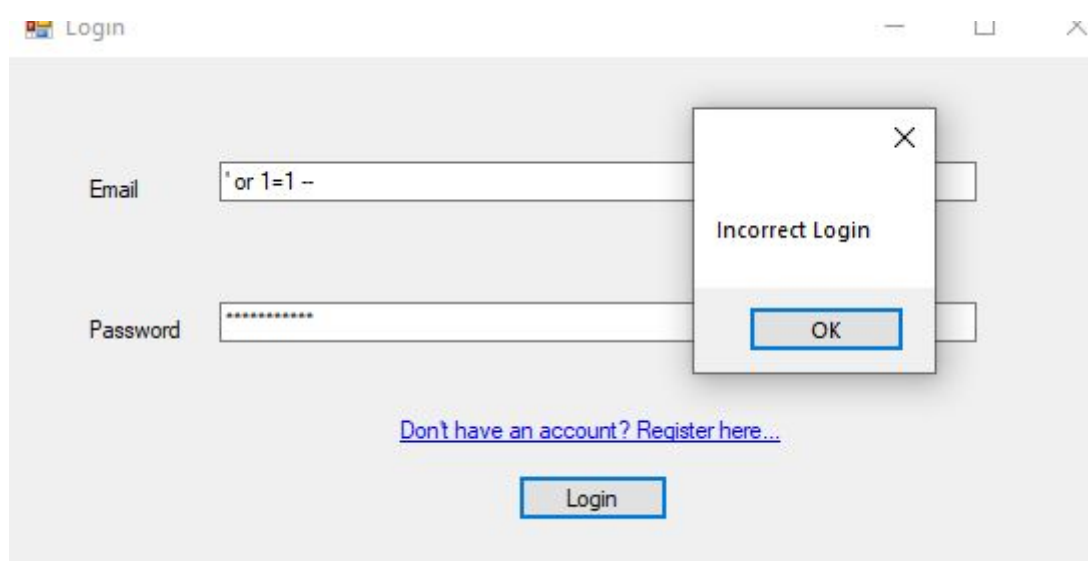 Login
Email
' or 1=1 --
Incorrect Login
OK
Password
***********
Don't have an account? Register here...
Login